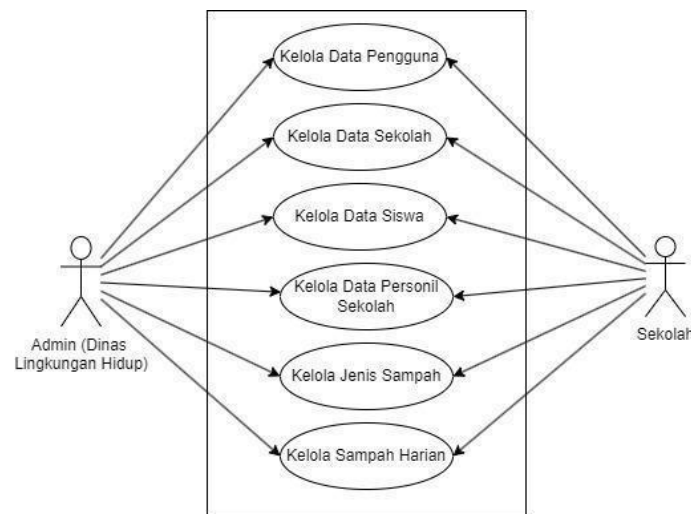 Kelola Data Pengguna
Kelola Data Sekolah
Kelola Data Siswa
Kelola Data Personil
Sekolah
Kelola Jenis Sampah
Kelola Sampah Harian
Admin (Dinas
Lingkungan Hidup)
Sekolah